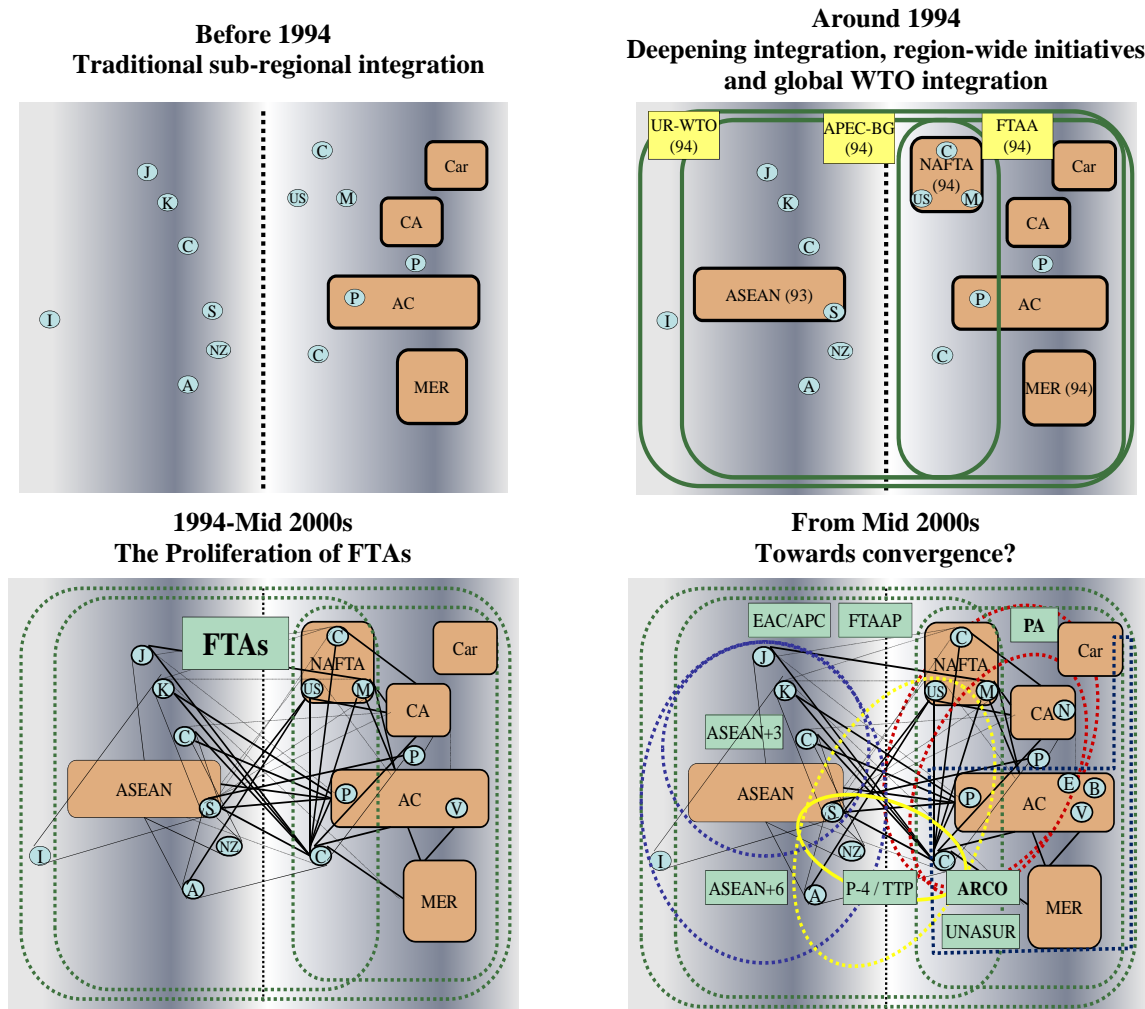 Before 1994
Traditional sub-regional integration
C
Car
J
US
M
K
CA
C
P
P
AC
S
I
NZ
C
A
MER
Around 1994
Deepening integration, region-wide initiatives
and global WTO integration
UR-WTO
(94)
APEC-BG
(94)
FTAA
(94)
C
NAFTA
(94)
Car
J
US
M
K
CA
C
P
ASEAN (93)
P
AC
S
I
NZ
C
A
MER (94)
1994-Mid 2000s
The Proliferation of FTAs
FTAs
C
Car
J
NAFTA
K
US
M
CA
C
P
ASEAN
P
AC
V
S
NZ
I
C
A
MER
From Mid 2000s
Towards convergence?
EAC/APC
FTAAP
PA
C
Car
J
NAFTA
K
US
M
CA
N
ASEAN+3
C
P
E
B
ASEAN
P
AC
V
S
NZ
I
C
ASEAN+6
A
P-4 / TTP
ARCO
MER
UNASUR